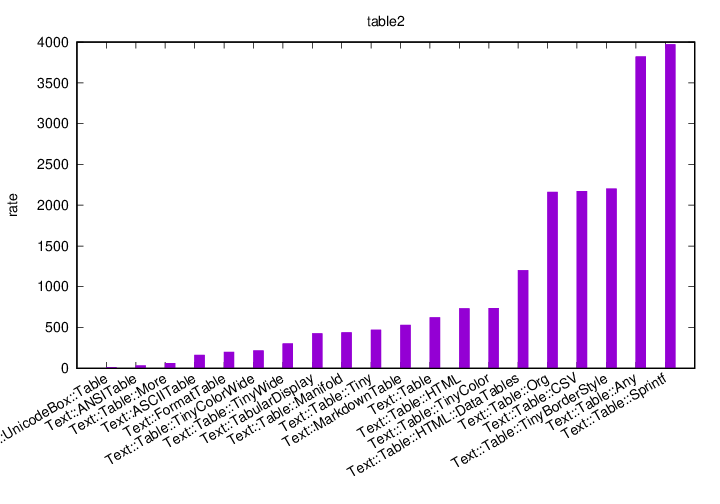 table2
rate
4000
3500
3000
2500
2000
1500
1000
500
0
.:UnicodeBox::Table
Text::ANSITable
Text::Table::More
Text::ASCIITable
Text::FormatTable
Text::Table::TinyColorWide
Text::Table::TinyWide
Text::TabularDisplay
Text::Table::Manifold
Text::Table::Tiny
Text::MarkdownTable
Text::Table
Text::Table::HTML
Text::Table::TinyColor
Text::Table::HTML::DataTables
Text::Table::Org
Text::Table::CSV
Text::Table::TinyBorderStyle
Text::Table::Any
Text::Table::Sprintf